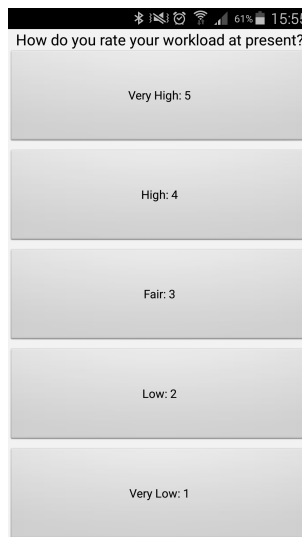 61% 15:55
How do you rate your workload at present?
Very High: 5
High: 4
Fair: 3
Low: 2
Very Low: 1